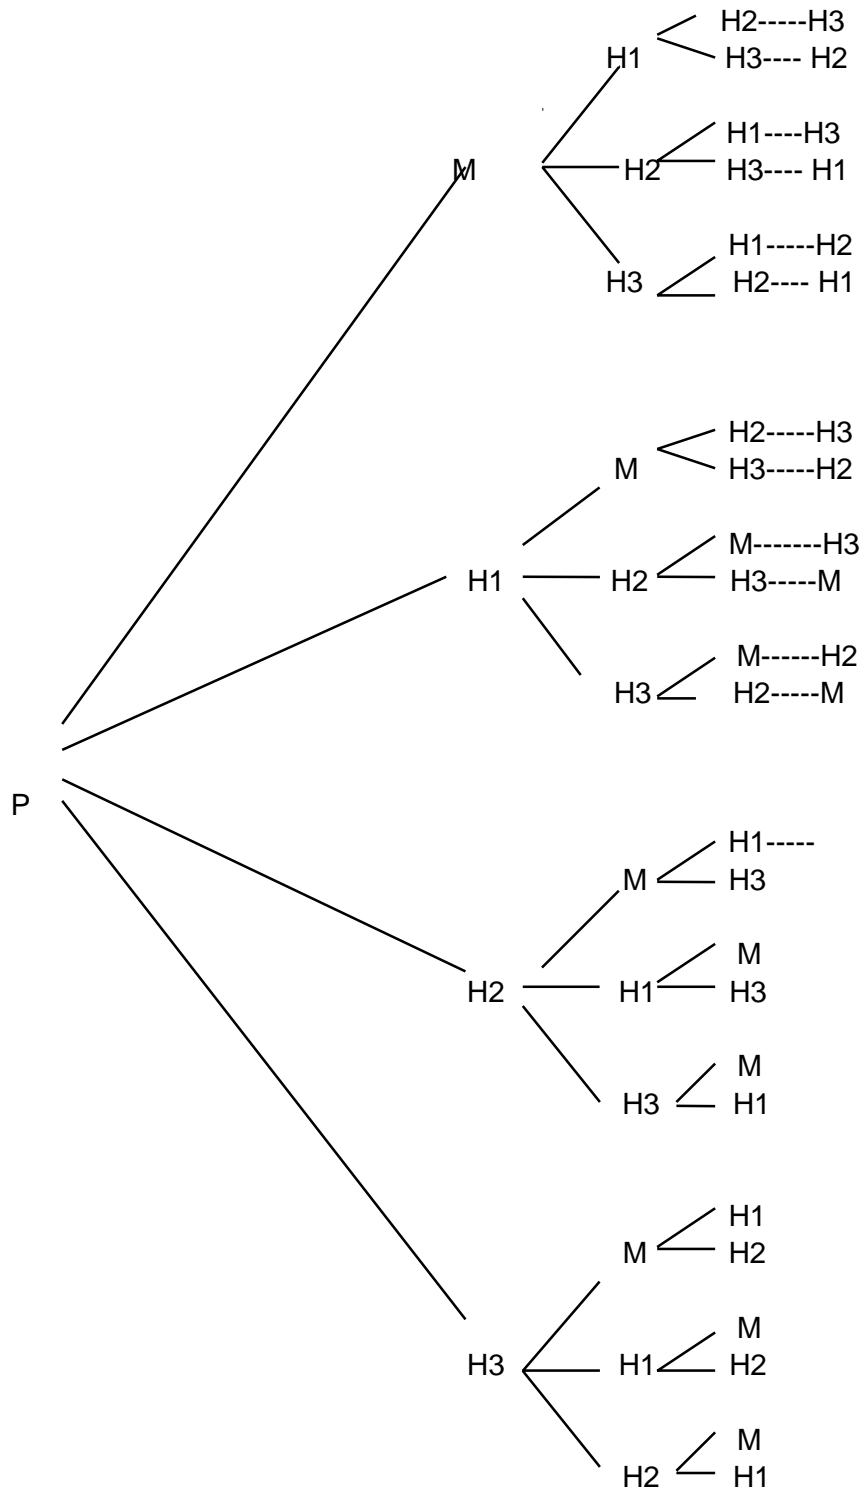 H2-----H3
H1
H3---- H2
H1----H3
M
H2
H3---- H1
H1-----H2
H3
H2---- H1
H2-----H3
M
H3-----H2
M-------H3
H1
H2
H3-----M
M------H2
H3
H2-----M
P
H1-----
M
H3
M
H2
H1
H3
M
H3
H1
H1
M
H2
M
H3
H1
H2
M
H2
H1